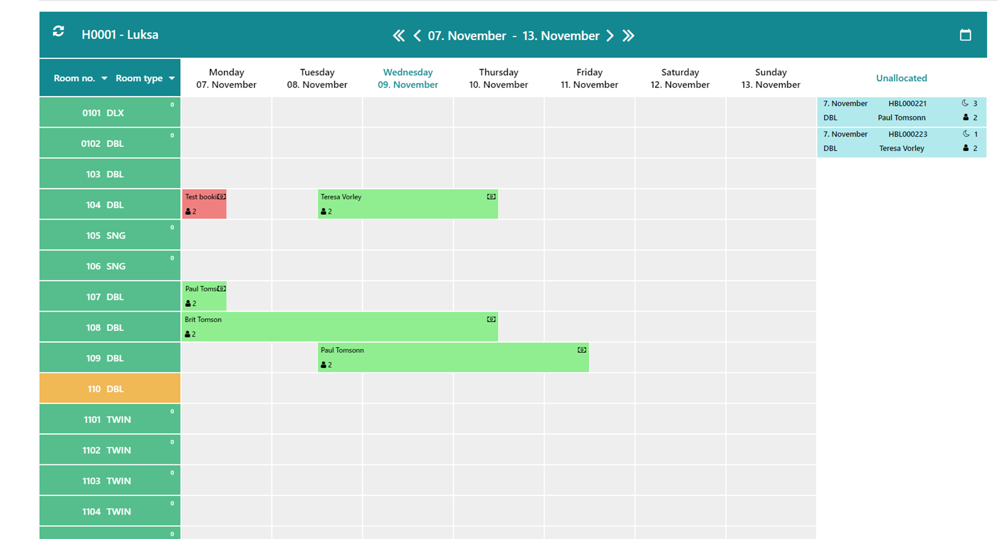 H0001 - Luksa
07. November - 13. November
Room no. Room type
Monday
07. November
Tuesday
08. November
Wednesday
09. November
Thursday
10. November
Friday
11. November
Saturday
12. November
Sunday
13. November
Unallocated
0101 DLX 0
7. November HBL000221 3
DBL Paul Tomsonn 2
0102 DBL 0
7. November HBL000223 1
DBL Teresa Vorley 2
103 DBL
104 DBL
Test booki
2
Teresa Vorley
2
105 SNG 0
106 SNG 0
107 DBL
Paul Toms
2
108 DBL
Brit Tomson
2
109 DBL
Paul Tomsonn
2
110 DBL
1101 TWIN 0
1102 TWIN 0
1103 TWIN 0
1104 TWIN 0
0